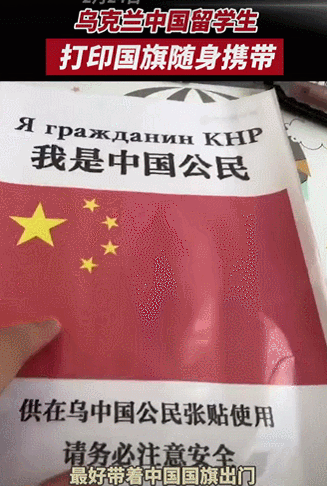 乌克兰中国留学生
打印国旗随身携带
Я гражданин КНР
我是中国公民
供在乌中国公民张贴使用
请务必注意安全
最好带着中国国旗出门